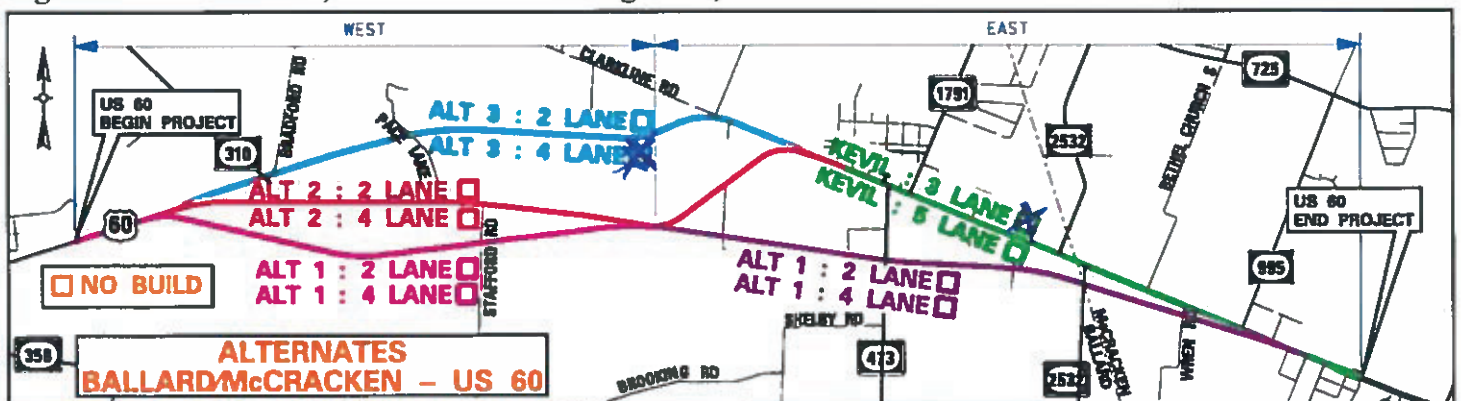 WEST
EAST
CLARKLINE RD
BRADFORD RD
725
1791
US 60
BEGIN PROJECT
ALT 3 : 2 LANE
PACE LANE
2532
310
ALT 3 : 4 LANE
KEVIL : 3 LANE
BETHEL CHURCH
ALT 2 : 2 LANE
KEVIL : 5 LANE
US 60
END PROJECT
60
ALT 2 : 4 LANE
STAFFORD RD
NO BUILD
ALT 1 : 2 LANE
ALT 1 : 2 LANE
995
ALT 1 : 4 LANE
ALT 1 : 4 LANE
SHELBY RD
McCRACKEN
BALLARD
358
ALTERNATES
473
BALLARD/McCRACKEN - US 60
BROOKING RD
2532